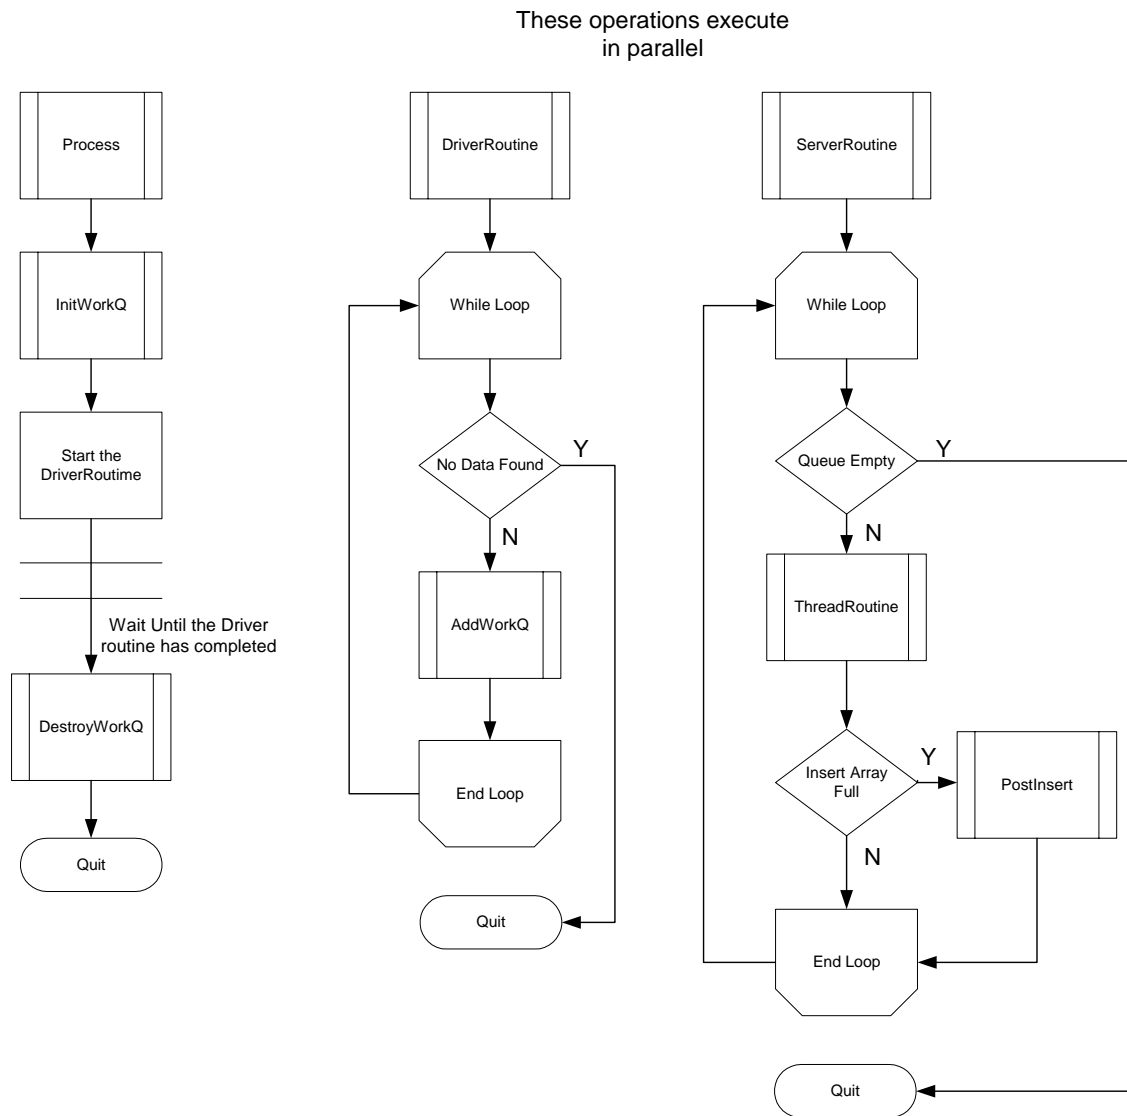 These operations execute
in parallel
Process
InitWorkQ
Start the
DriverRoutime
Wait Until the Driver
routine has completed
DestroyWorkQ
Quit
DriverRoutine
While Loop
No Data Found
Y
N
AddWorkQ
End Loop
Quit
ServerRoutine
While Loop
Queue Empty
Y
N
ThreadRoutine
Insert Array
Full
Y
PostInsert
N
End Loop
Quit